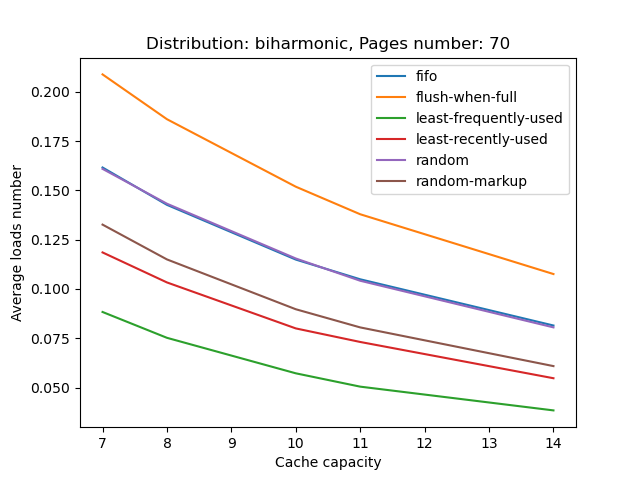 Distribution: biharmonic, Pages number: 70
Average loads number
0.200
0.175
0.150
0.125
0.100
0.075
0.050
fifo
flush-when-full
least-frequently-used
least-recently-used
random
random-markup
7 8 9 10 11 12 13 14
Cache capacity